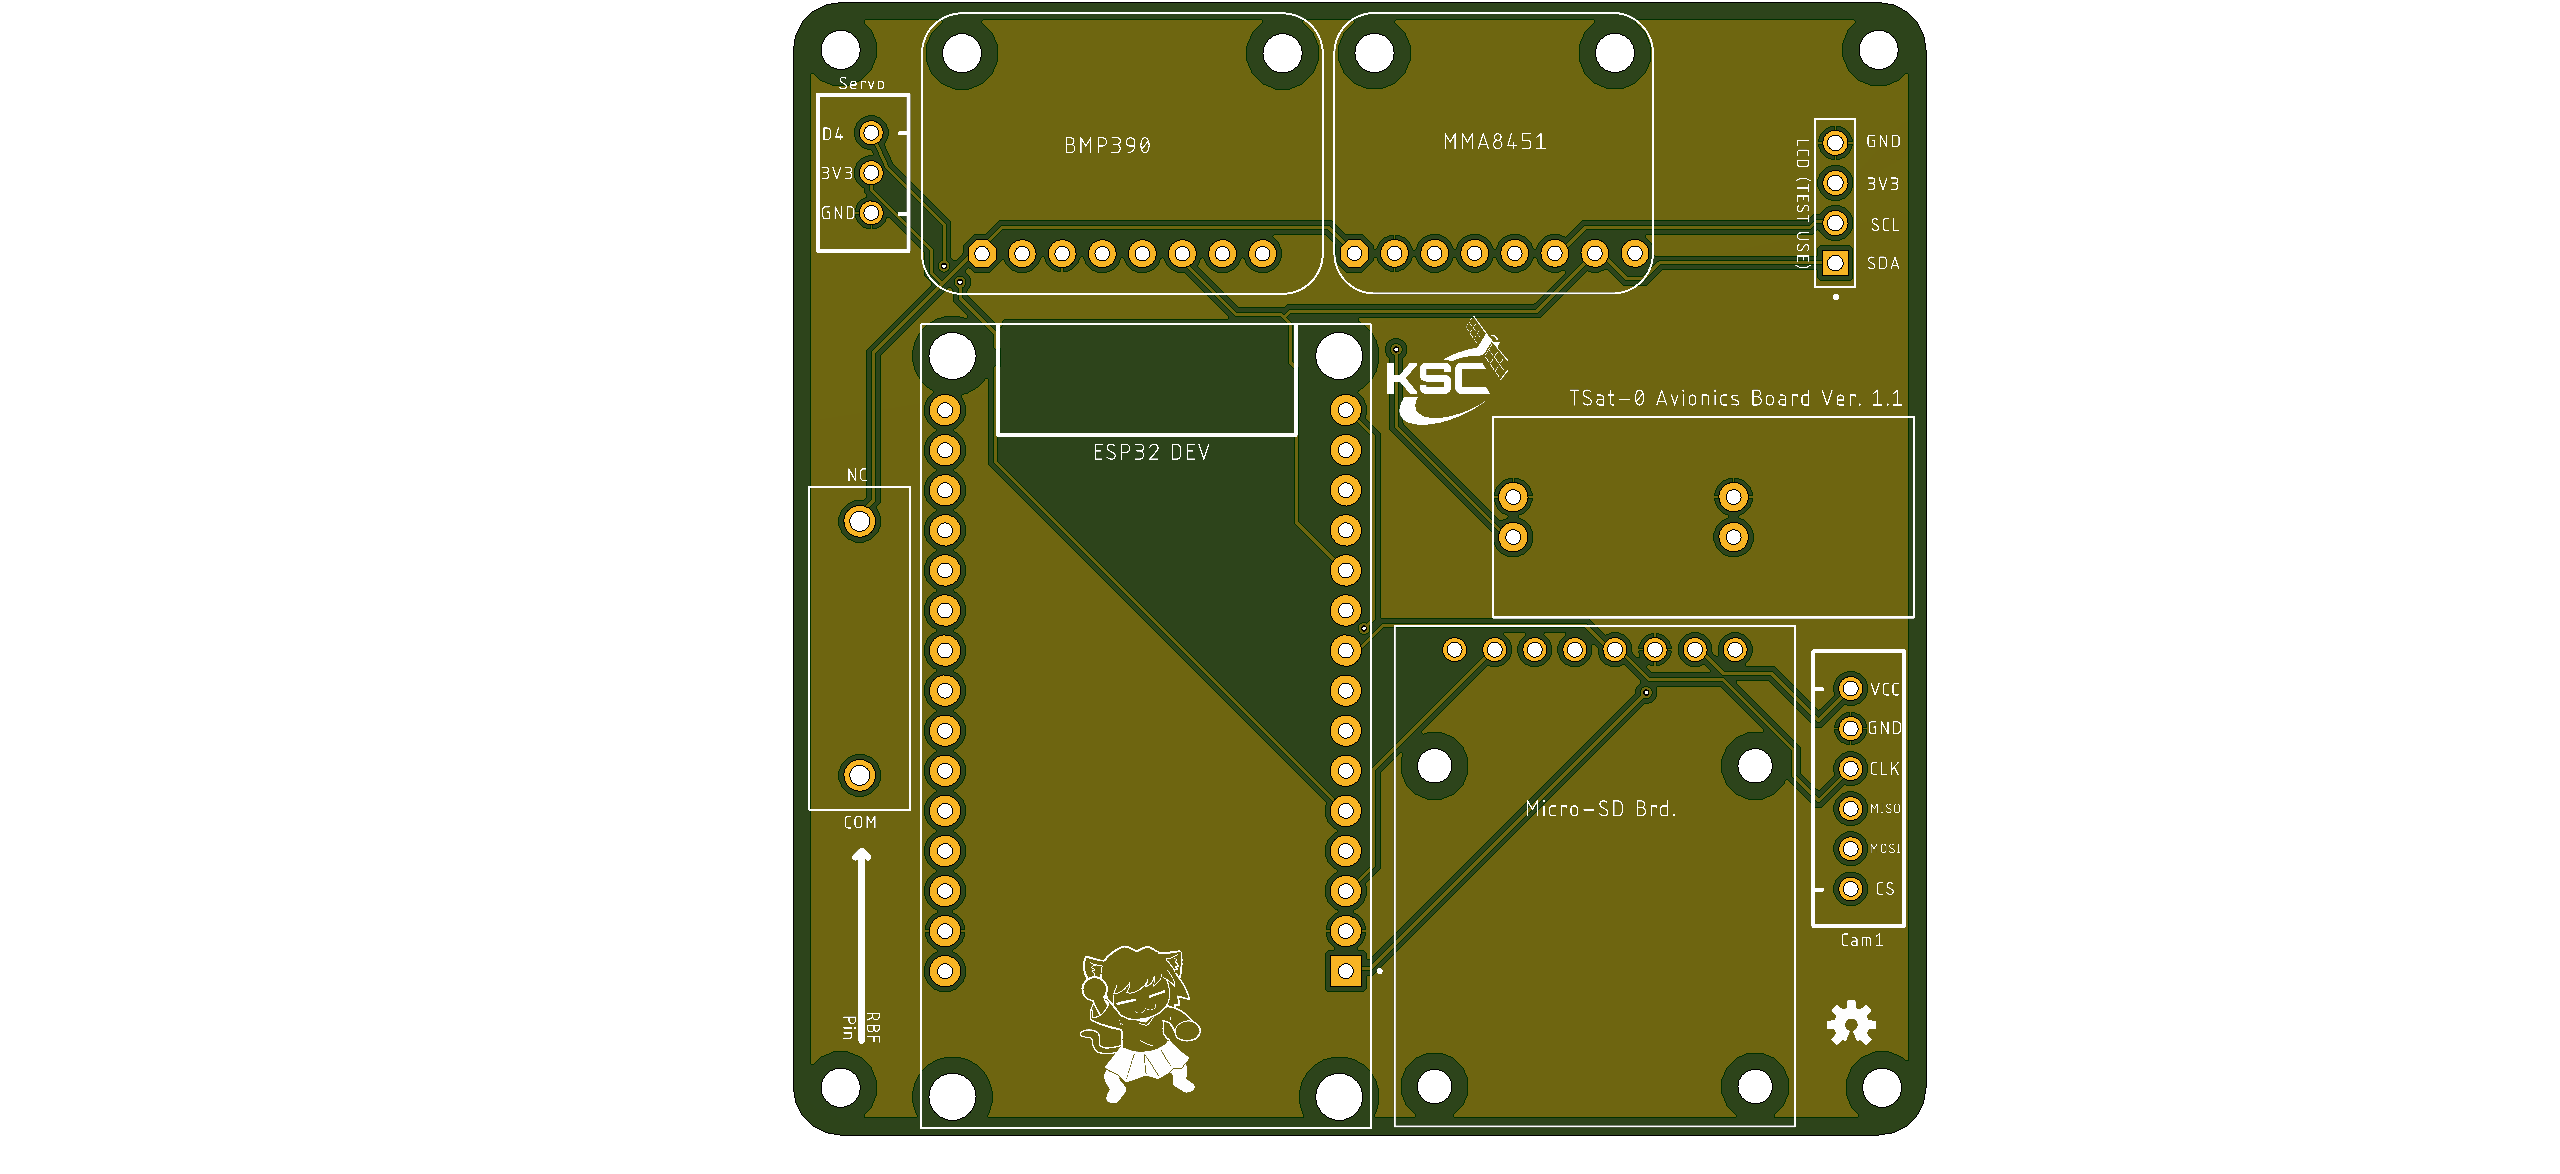 Servo
D4
3V3
GND
BMP390
MMA8451
LCD (TEST USE)
GND
3V3
SCL
SDA
KSC
TSat-0 Avionics Board Ver. 1.1
ESP32 DEV
NC
COM
VCC
GND
CLK
MISO
MOSI
CS
Cam1
Micro-SD Brd.
RBF
Pin